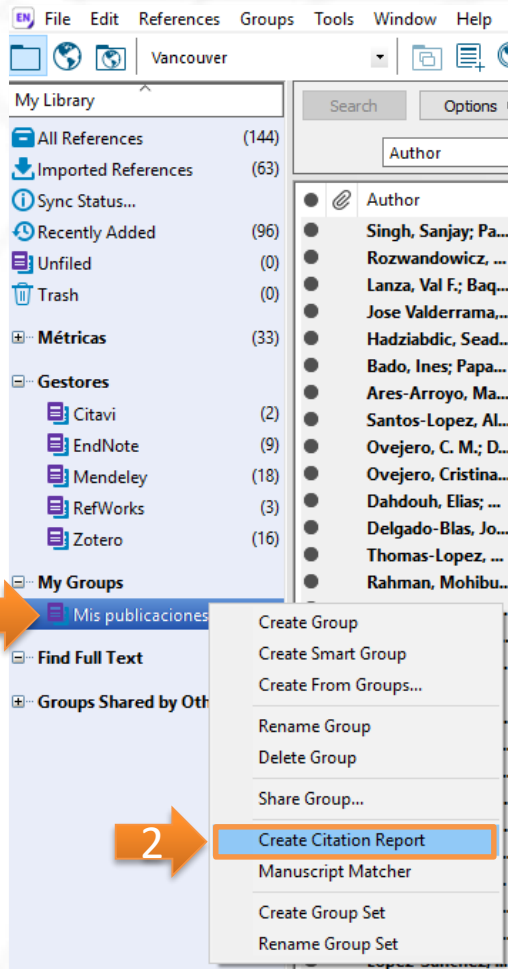 EN File Edit References Groups Tools Window Help
Vancouver
My Library
Search Options
Author
All References (144)
Imported References (63)
Sync Status...
Recently Added (96)
Unfiled (0)
Trash (0)
Métricas (33)
Gestores
Citavi (2)
EndNote (9)
Mendeley (18)
RefWorks (3)
Zotero (16)
My Groups
Mis publicaciones
Find Full Text
Groups Shared by Oth
Author
Singh, Sanjay; Pa...
Rozwandowicz, ...
Lanza, Val F.; Baq...
Jose Valderrama,...
Hadziabdic, Sead...
Bado, Ines; Papa...
Ares-Arroyo, Ma...
Santos-Lopez, Al...
Ovejero, C. M.; D...
Ovejero, Cristina...
Dahdouh, Elias; ...
Delgado-Blas, Jo...
Thomas-Lopez, ...
Rahman, Mohibu...
Create Group
Create Smart Group
Create From Groups...
Rename Group
Delete Group
Share Group...
2
Create Citation Report
Manuscript Matcher
Create Group Set
Rename Group Set